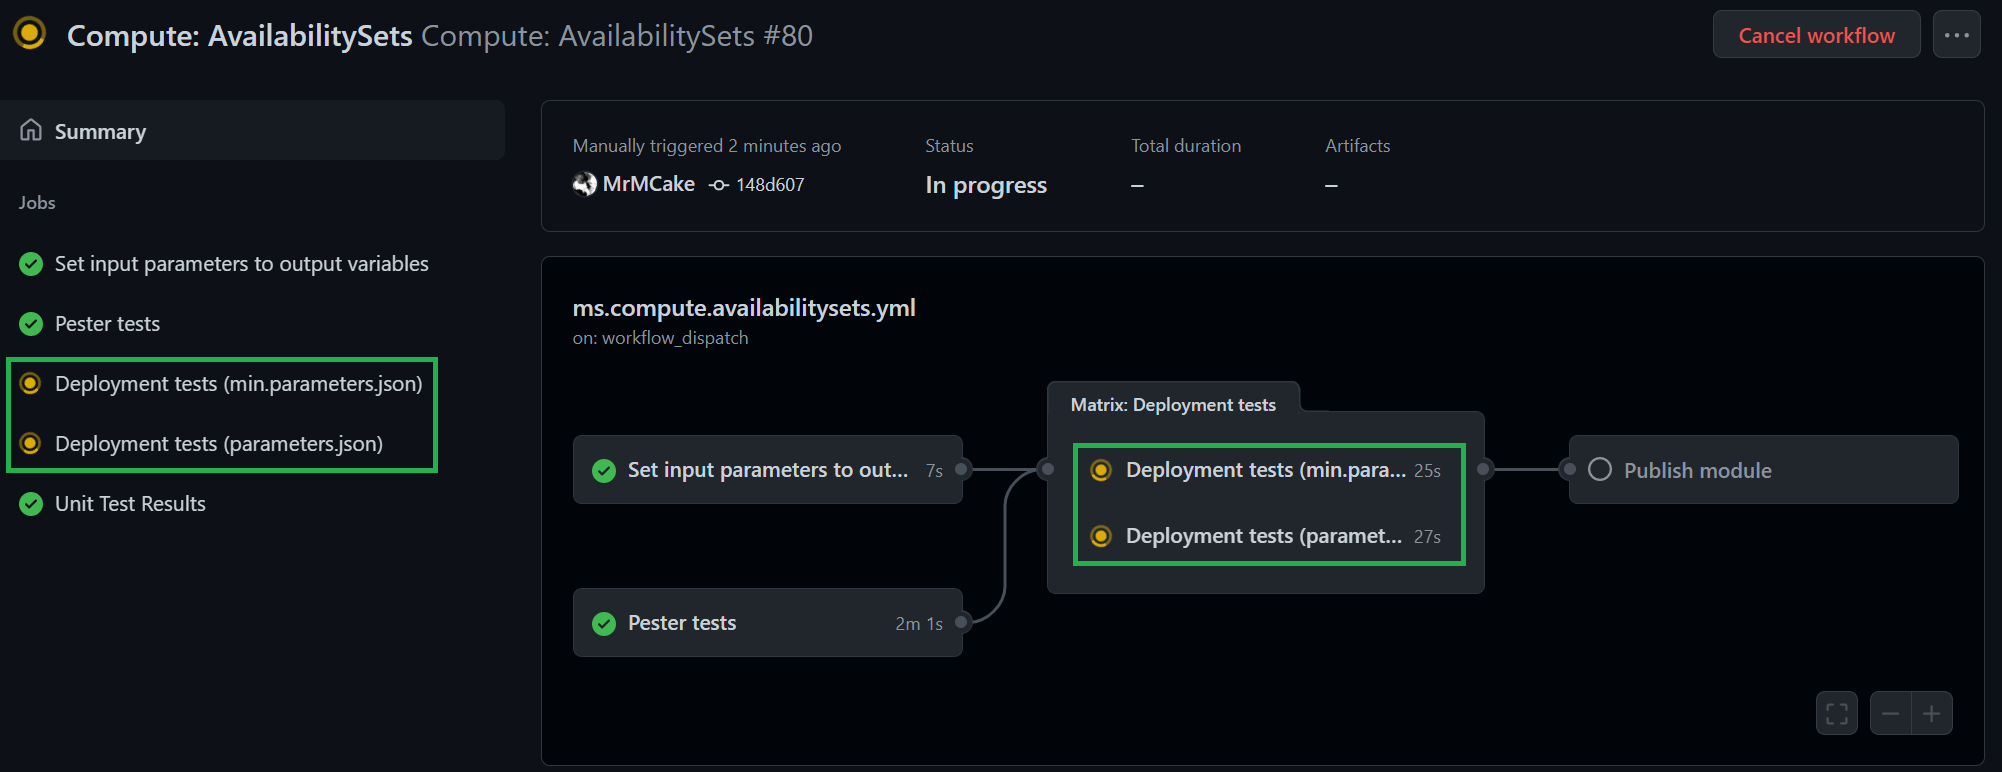 Compute: AvailabilitySets Compute: AvailabilitySets #80
Cancel workflow
Summary
Jobs
Set input parameters to output variables
Pester tests
Deployment tests (min.parameters.json)
Deployment tests (parameters.json)
Unit Test Results
Manually triggered 2 minutes ago
MrMCake 148d607
Status
In progress
Total duration
–
Artifacts
–
ms.compute.availabilitysets.yml
on: workflow_dispatch
Set input parameters to out... 7s
Pester tests 2m 1s
Matrix: Deployment tests
Deployment tests (min.para... 25s
Deployment tests (paramet... 27s
Publish module